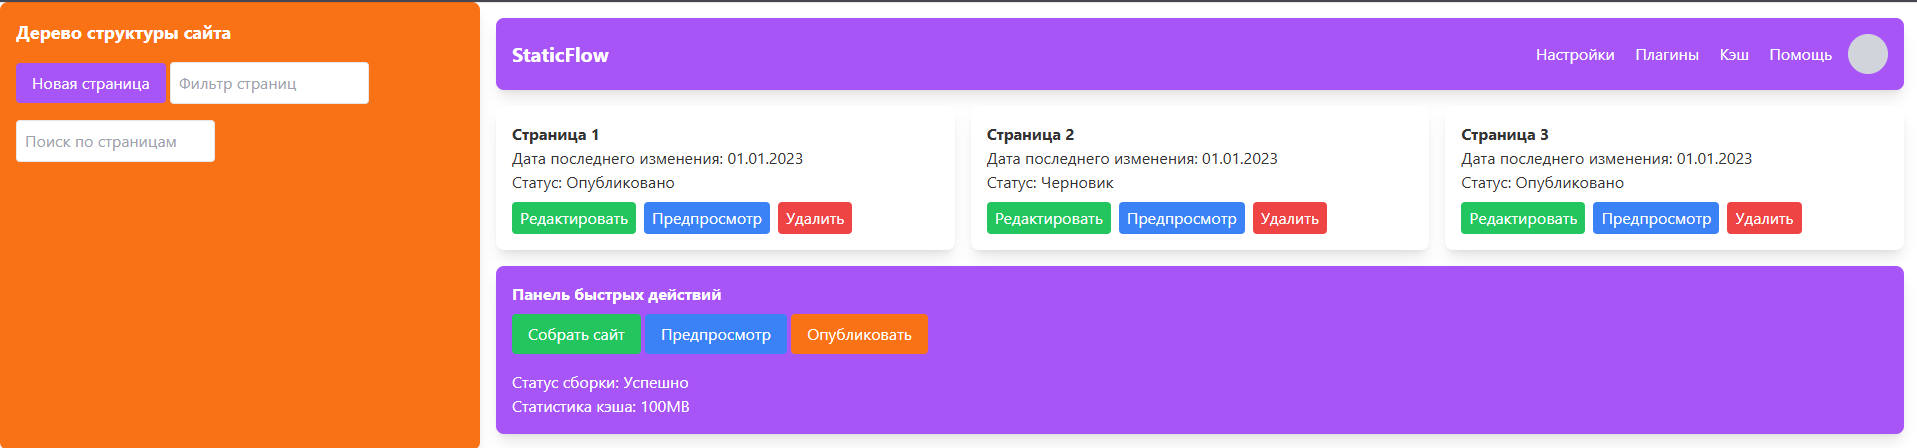 Дерево структуры сайта
Новая страница
Фильтр страниц
Поиск по страницам
StaticFlow
Настройки Плагины Кэш Помощь
Страница 1
Дата последнего изменения: 01.01.2023
Статус: Опубликовано
Редактировать Предпросмотр Удалить
Страница 2
Дата последнего изменения: 01.01.2023
Статус: Черновик
Редактировать Предпросмотр Удалить
Страница 3
Дата последнего изменения: 01.01.2023
Статус: Опубликовано
Редактировать Предпросмотр Удалить
Панель быстрых действий
Собрать сайт Предпросмотр Опубликовать
Статус сборки: Успешно
Статистика кэша: 100MB